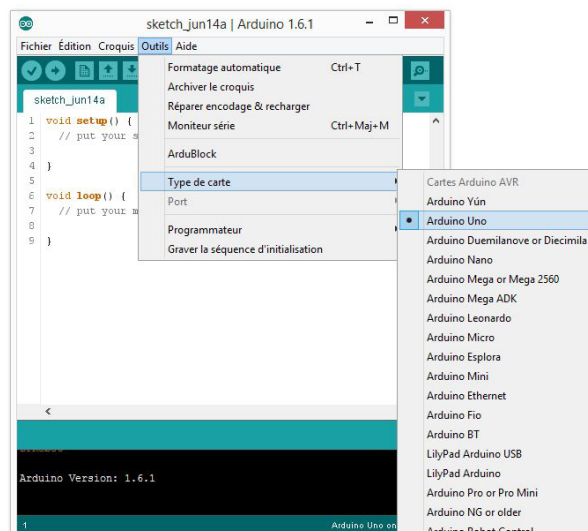 sketch_jun14a | Arduino 1.6.1
Fichier Édition Croquis Outils Aide
sketch_jun14a
1 void setup() {
2 // put your s
3
4 }
5
6 void loop() {
7 // put your m
8
9 }
Formatage automatique Ctrl+T
Archiver le croquis
Réparer encodage & recharger
Moniteur série Ctrl+Maj+M
ArduBlock
Type de carte
Port
Programmateur
Graver la séquence d'initialisation
Cartes Arduino AVR
Arduino Yún
Arduino Uno
Arduino Duemilanove or Diecimila
Arduino Nano
Arduino Mega or Mega 2560
Arduino Mega ADK
Arduino Leonardo
Arduino Micro
Arduino Esplora
Arduino Mini
Arduino Ethernet
Arduino Fio
Arduino BT
LilyPad Arduino USB
LilyPad Arduino
Arduino Pro or Pro Mini
Arduino NG or older
Arduino Robot Control
Arduino Version: 1.6.1
1 Arduino Uno on